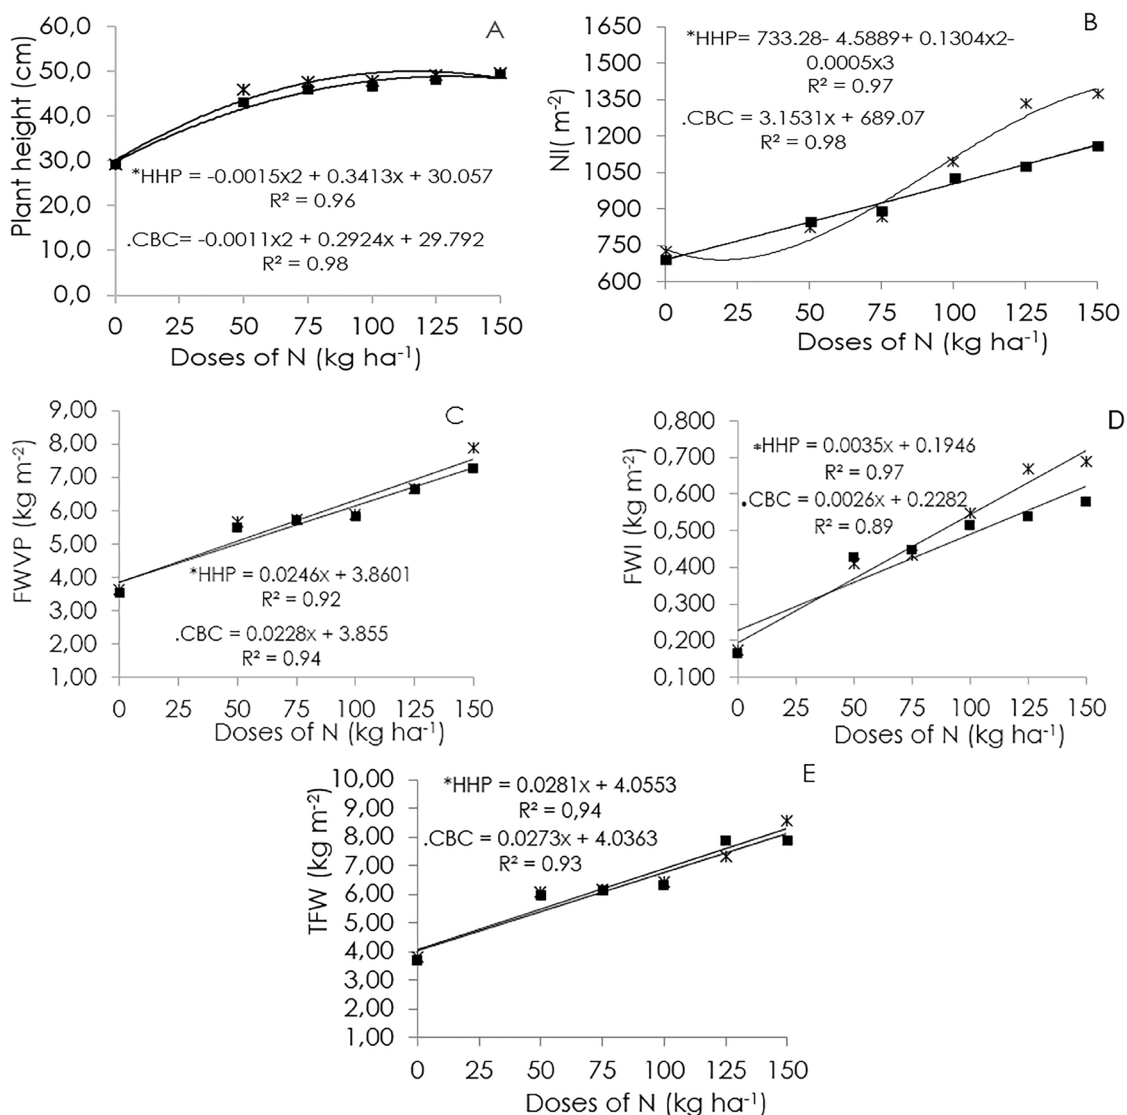 A
Plant height (cm)
60,0
50,0
40,0
30,0
20,0
10,0
0,0
*HHP = -0.0015x2 + 0.3413x + 30.057
R² = 0.96
.CBC= -0.0011x2 + 0.2924x + 29.792
R² = 0.98
0 25 50 75 100 125 150
Doses of N (kg ha-1)
B
NI( m-2)
1650
1500
1350
1200
1050
900
750
600
*HHP= 733.28- 4.5889+ 0.1304x2-
0.0005x3
R² = 0.97
.CBC = 3.1531x + 689.07
R² = 0.98
0 25 50 75 100 125 150
Doses of N (kg ha-1)
C
FWVP (kg m-2)
9,00
8,00
7,00
6,00
5,00
4,00
3,00
2,00
1,00
*HHP = 0.0246x + 3.8601
R² = 0.92
.CBC = 0.0228x + 3.855
R² = 0.94
0 25 50 75 100 125 150
Doses of N (kg ha-1)
D
FWI (kg m-2)
0,800
0,700
0,600
0,500
0,400
0,300
0,200
0,100
*HHP = 0.0035x + 0.1946
R² = 0.97
.CBC = 0.0026x + 0.2282
R² = 0.89
0 25 50 75 100 125 150
Doses of N (kg ha-1)
E
TFW (kg m-2)
10,00
9,00
8,00
7,00
6,00
5,00
4,00
3,00
2,00
1,00
*HHP = 0.0281x + 4.0553
R² = 0,94
.CBC = 0.0273x + 4.0363
R² = 0.93
0 25 50 75 100 125 150
Doses of N (kg ha-1)